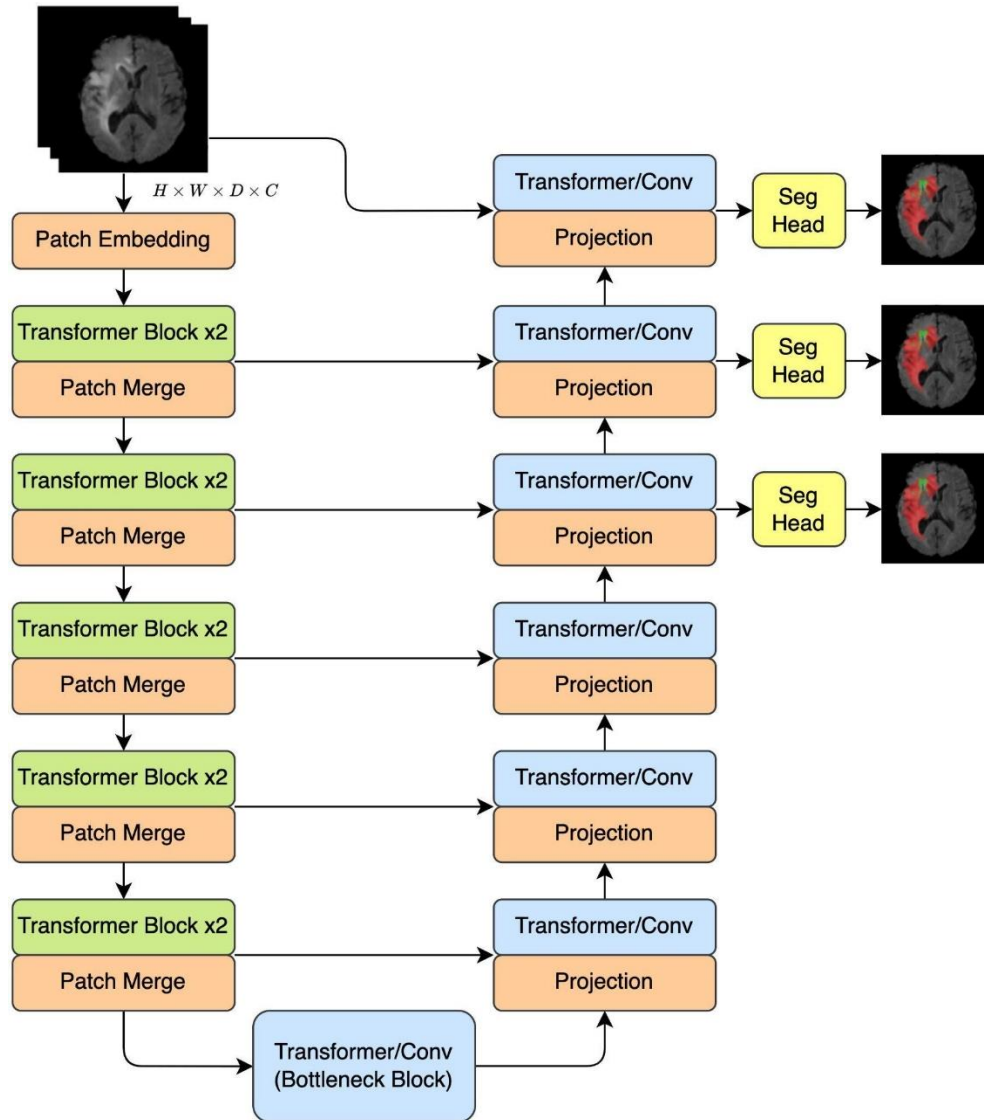 H × W × D × C
Patch Embedding
Transformer Block x2
Patch Merge
Transformer Block x2
Patch Merge
Transformer Block x2
Patch Merge
Transformer Block x2
Patch Merge
Transformer Block x2
Patch Merge
Transformer/Conv
(Bottleneck Block)
Transformer/Conv
Projection
Transformer/Conv
Projection
Transformer/Conv
Projection
Transformer/Conv
Projection
Transformer/Conv
Projection
Transformer/Conv
Projection
Seg
Head
Seg
Head
Seg
Head